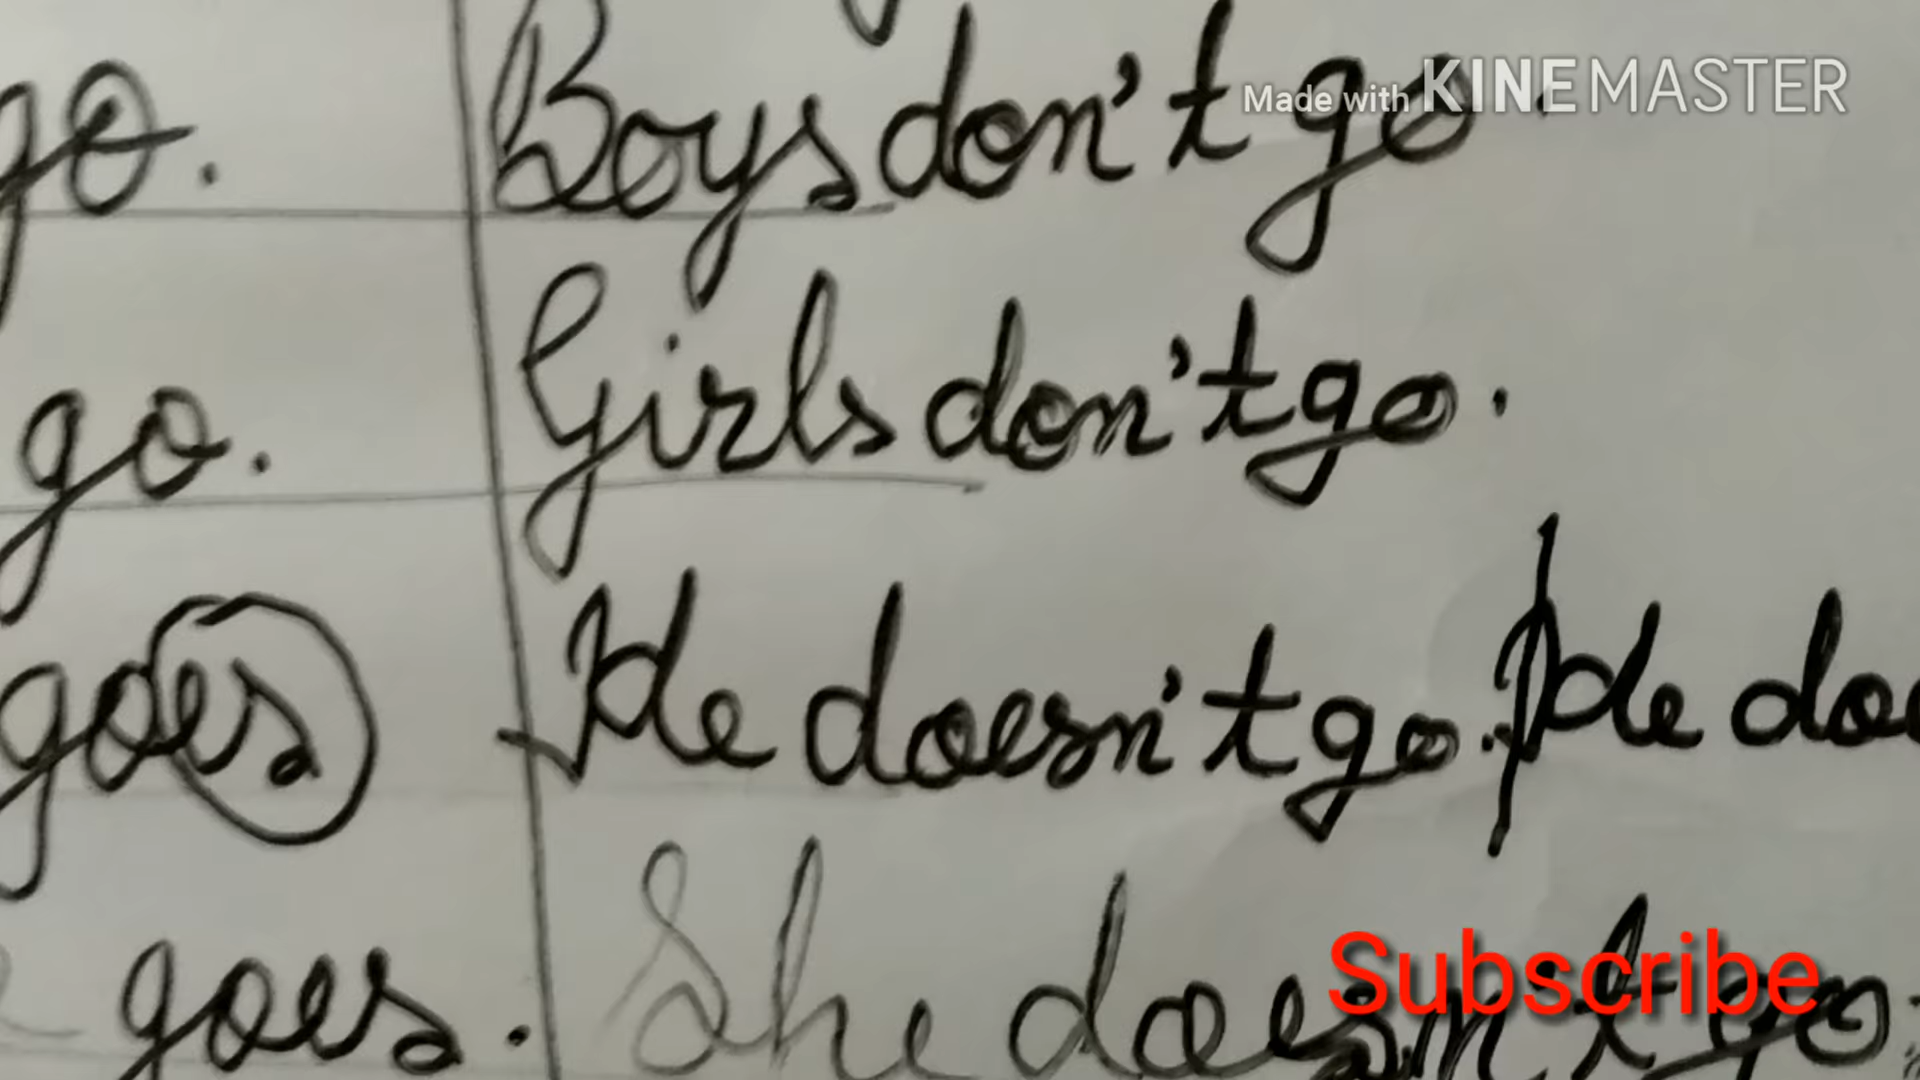 go. Boys don't go.
Made with KINEMASTER
go. Girls don't go.
goes He doesn't go. He
goes. She doesn't go.
Subscribe